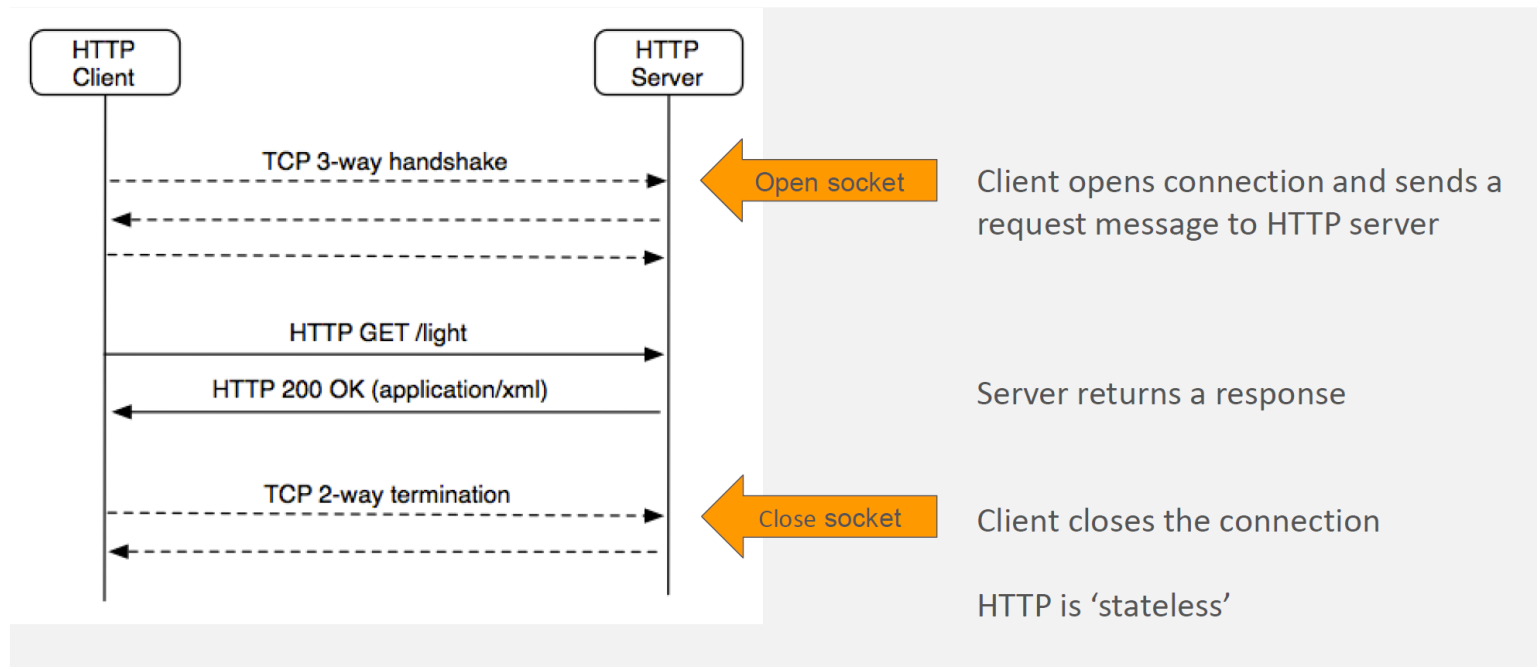 HTTP
Client
HTTP
Server
TCP 3-way handshake
Open socket
Client opens connection and sends a
request message to HTTP server
HTTP GET /light
HTTP 200 OK (application/xml)
Server returns a response
TCP 2-way termination
Close socket
Client closes the connection
HTTP is ‘stateless’